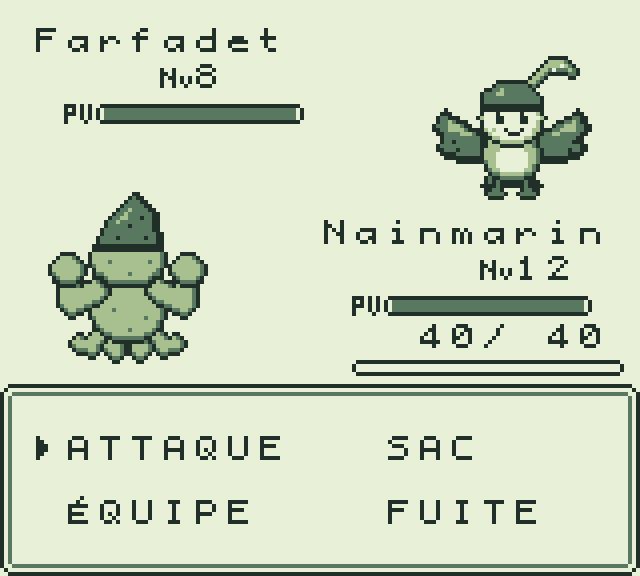 Farfadet
Nv8
PV
Nainmarin
Nv12
PV
40/ 40
ATTAQUE SAC
ÉQUIPE FUITE